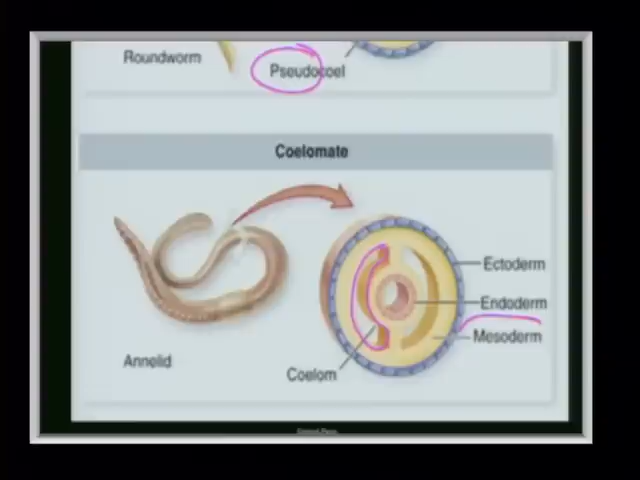 Roundworm
Pseudocoel
Coelomate
Ectoderm
Endoderm
Mesoderm
Coelom
Annelid